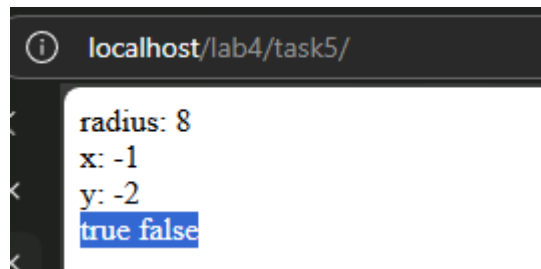 localhost/lab4/task5/
radius: 8
x: -1
y: -2
true false